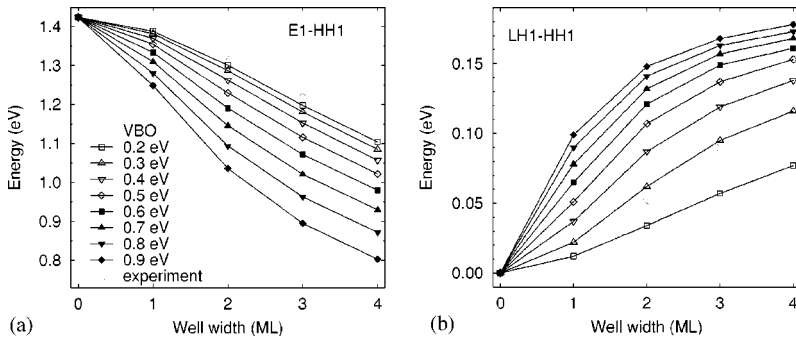 E1-HH1
Energy (eV)
1.4
1.3
1.2
1.1
1.0
0.9
0.8
VBO
0.2 eV
0.3 eV
0.4 eV
0.5 eV
0.6 eV
0.7 eV
0.8 eV
0.9 eV
experiment
0 1 2 3 4
(a) Well width (ML)
LH1-HH1
Energy (eV)
0.15
0.10
0.05
0.00
0 1 2 3 4
(b) Well width (ML)